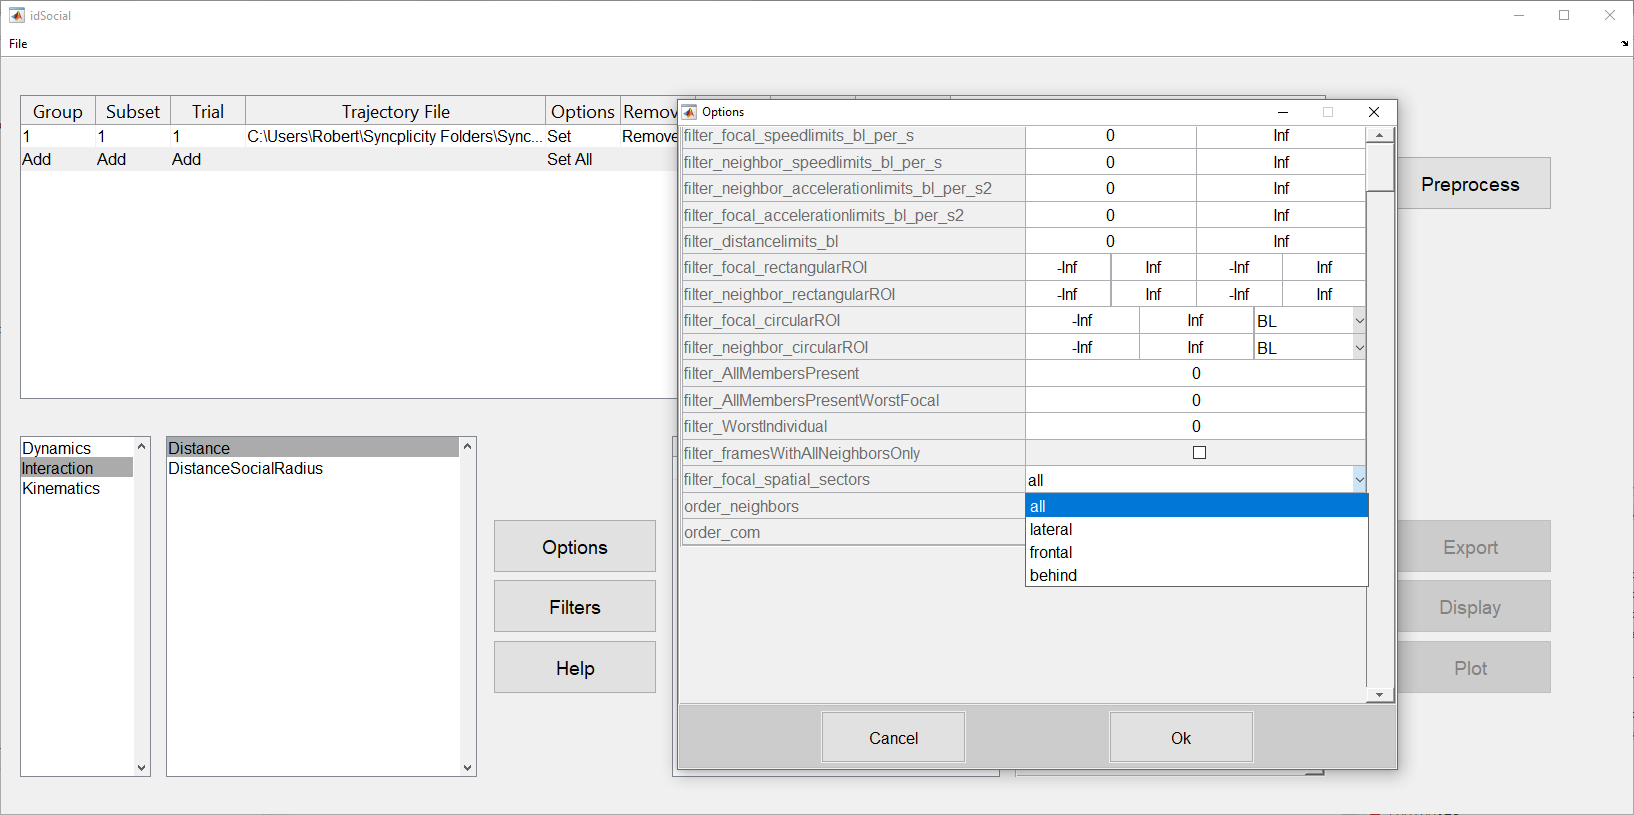 idSocial
File
Group Subset Trial Trajectory File Options Remov
1 1 1 C:\Users\Robert\Syncplicity Folders\Sync... Set Remove
Add Add Add Set All
Options
filter_focal_speedlimits_bl_per_s 0 Inf
filter_neighbor_speedlimits_bl_per_s 0 Inf
filter_neighbor_accelerationlimits_bl_per_s2 0 Inf
filter_focal_accelerationlimits_bl_per_s2 0 Inf
filter_distancelimits_bl 0 Inf
filter_focal_rectangularROI -Inf Inf -Inf Inf
filter_neighbor_rectangularROI -Inf Inf -Inf Inf
filter_focal_circularROI -Inf Inf BL
filter_neighbor_circularROI -Inf Inf BL
filter_AllMembersPresent 0
filter_AllMembersPresentWorstFocal 0
filter_WorstIndividual 0
filter_framesWithAllNeighborsOnly
filter_focal_spatial_sectors all
order_neighbors
order_com
all
lateral
frontal
behind
Cancel Ok
Preprocess
Dynamics
Interaction
Kinematics
Distance
DistanceSocialRadius
Options
Filters
Help
Export
Display
Plot